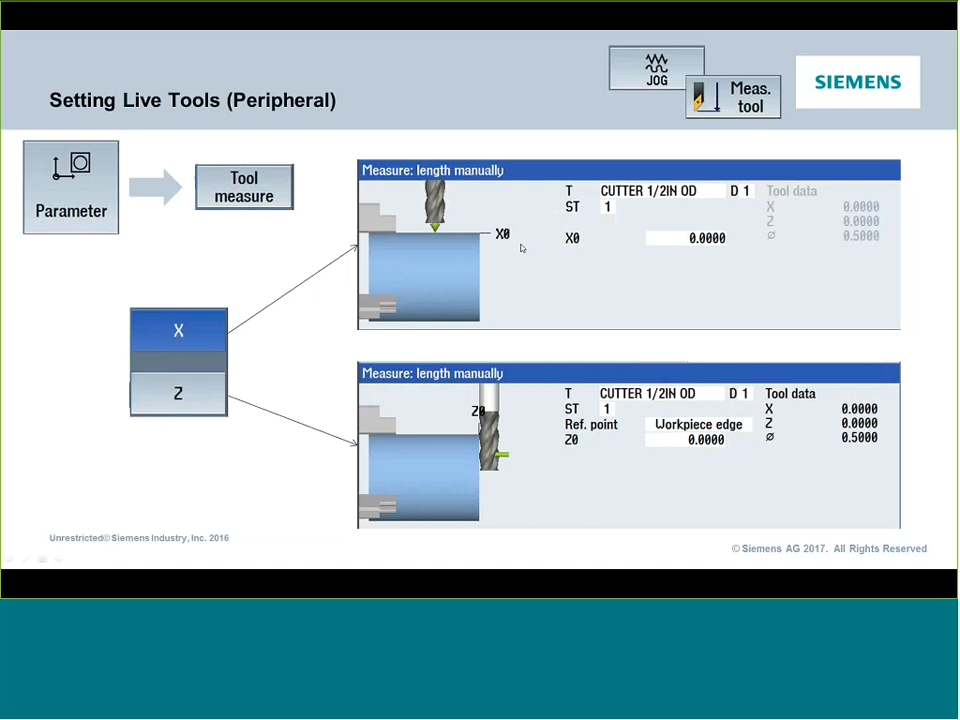 JOG
Meas.
tool
SIEMENS
Setting Live Tools (Peripheral)
Parameter
Tool
measure
Measure: length manually
T CUTTER 1/2IN OD D 1 Tool data
ST 1 X 0.0000
Z 0.0000
X0 0.0000 ⌀ 0.5000
X0
X
Z
Measure: length manually
T CUTTER 1/2IN OD D 1 Tool data
ST 1 X 0.0000
Ref. point Workpiece edge Z 0.0000
Z0 0.0000 ⌀ 0.5000
Z0
Unrestricted© Siemens Industry, Inc. 2016
© Siemens AG 2017. All Rights Reserved